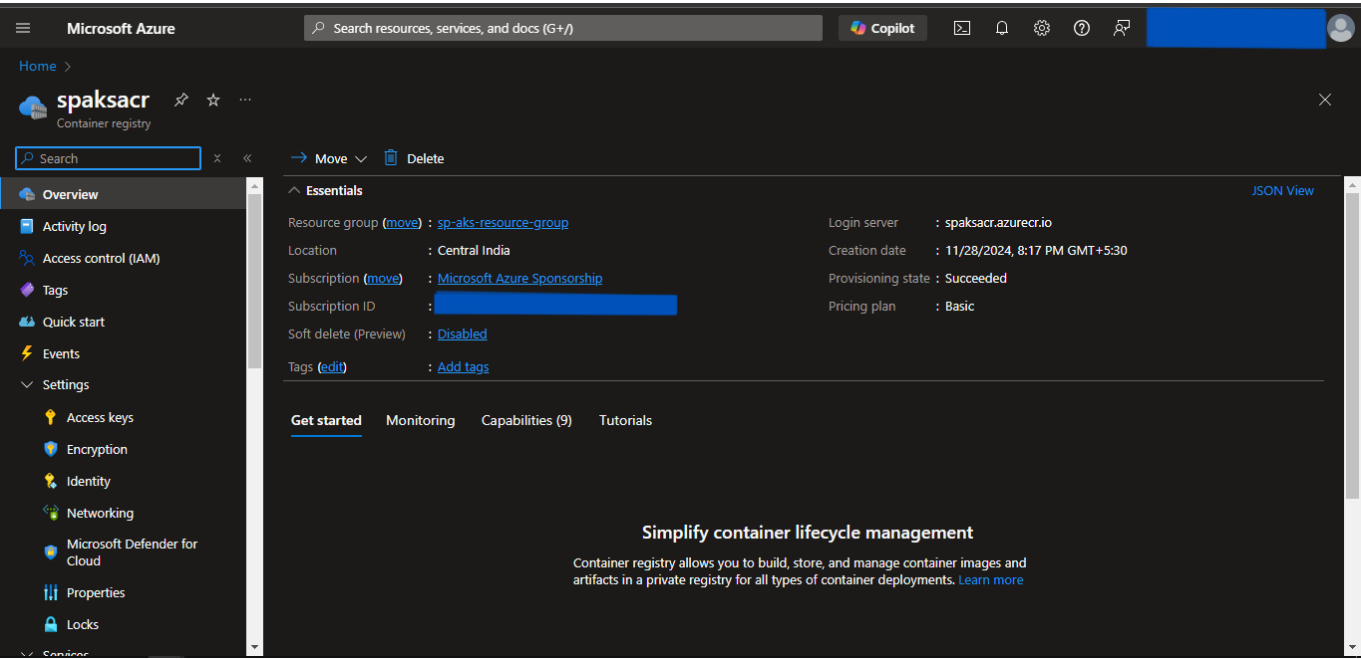 Microsoft Azure
Search resources, services, and docs (G+/)
Copilot
Home >
spaksacr
Container registry
Search
Move
Delete
Overview
Activity log
Access control (IAM)
Tags
Quick start
Events
Settings
Access keys
Encryption
Identity
Networking
Microsoft Defender for
Cloud
Properties
Locks
Services
Essentials
JSON View
Resource group (move) : sp-aks-resource-group
Location : Central India
Subscription (move) : Microsoft Azure Sponsorship
Subscription ID :
Soft delete (Preview) : Disabled
Tags (edit) : Add tags
Login server : spaksacr.azurecr.io
Creation date : 11/28/2024, 8:17 PM GMT+5:30
Provisioning state : Succeeded
Pricing plan : Basic
Get started Monitoring Capabilities (9) Tutorials
Simplify container lifecycle management
Container registry allows you to build, store, and manage container images and
artifacts in a private registry for all types of container deployments. Learn more